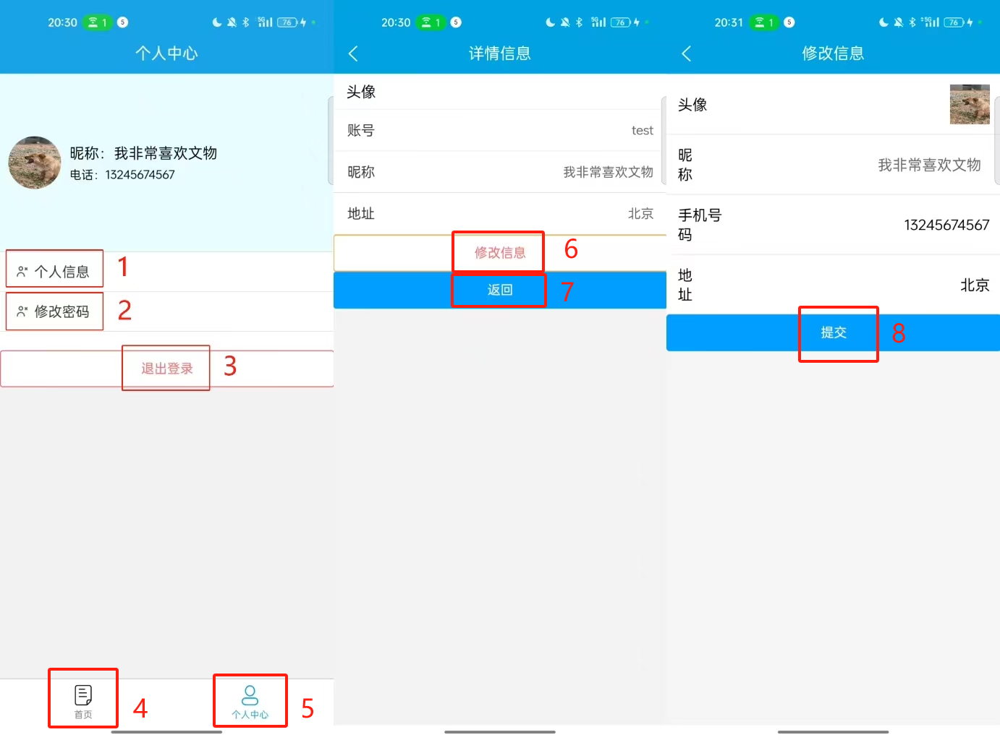 20:30 1 5 5G 76
个人中心
昵称：我非常喜欢文物
电话：13245674567
个人信息 1
修改密码 2
退出登录 3
首页 4
个人中心 5
20:30 1 5 5G 76
详情信息
头像
账号 test
昵称 我非常喜欢文物
地址 北京
修改信息 6
返回 7
20:31 1 5 5G 76
修改信息
头像
昵
称 我非常喜欢文物
手机号
码 13245674567
地
址 北京
提交 8